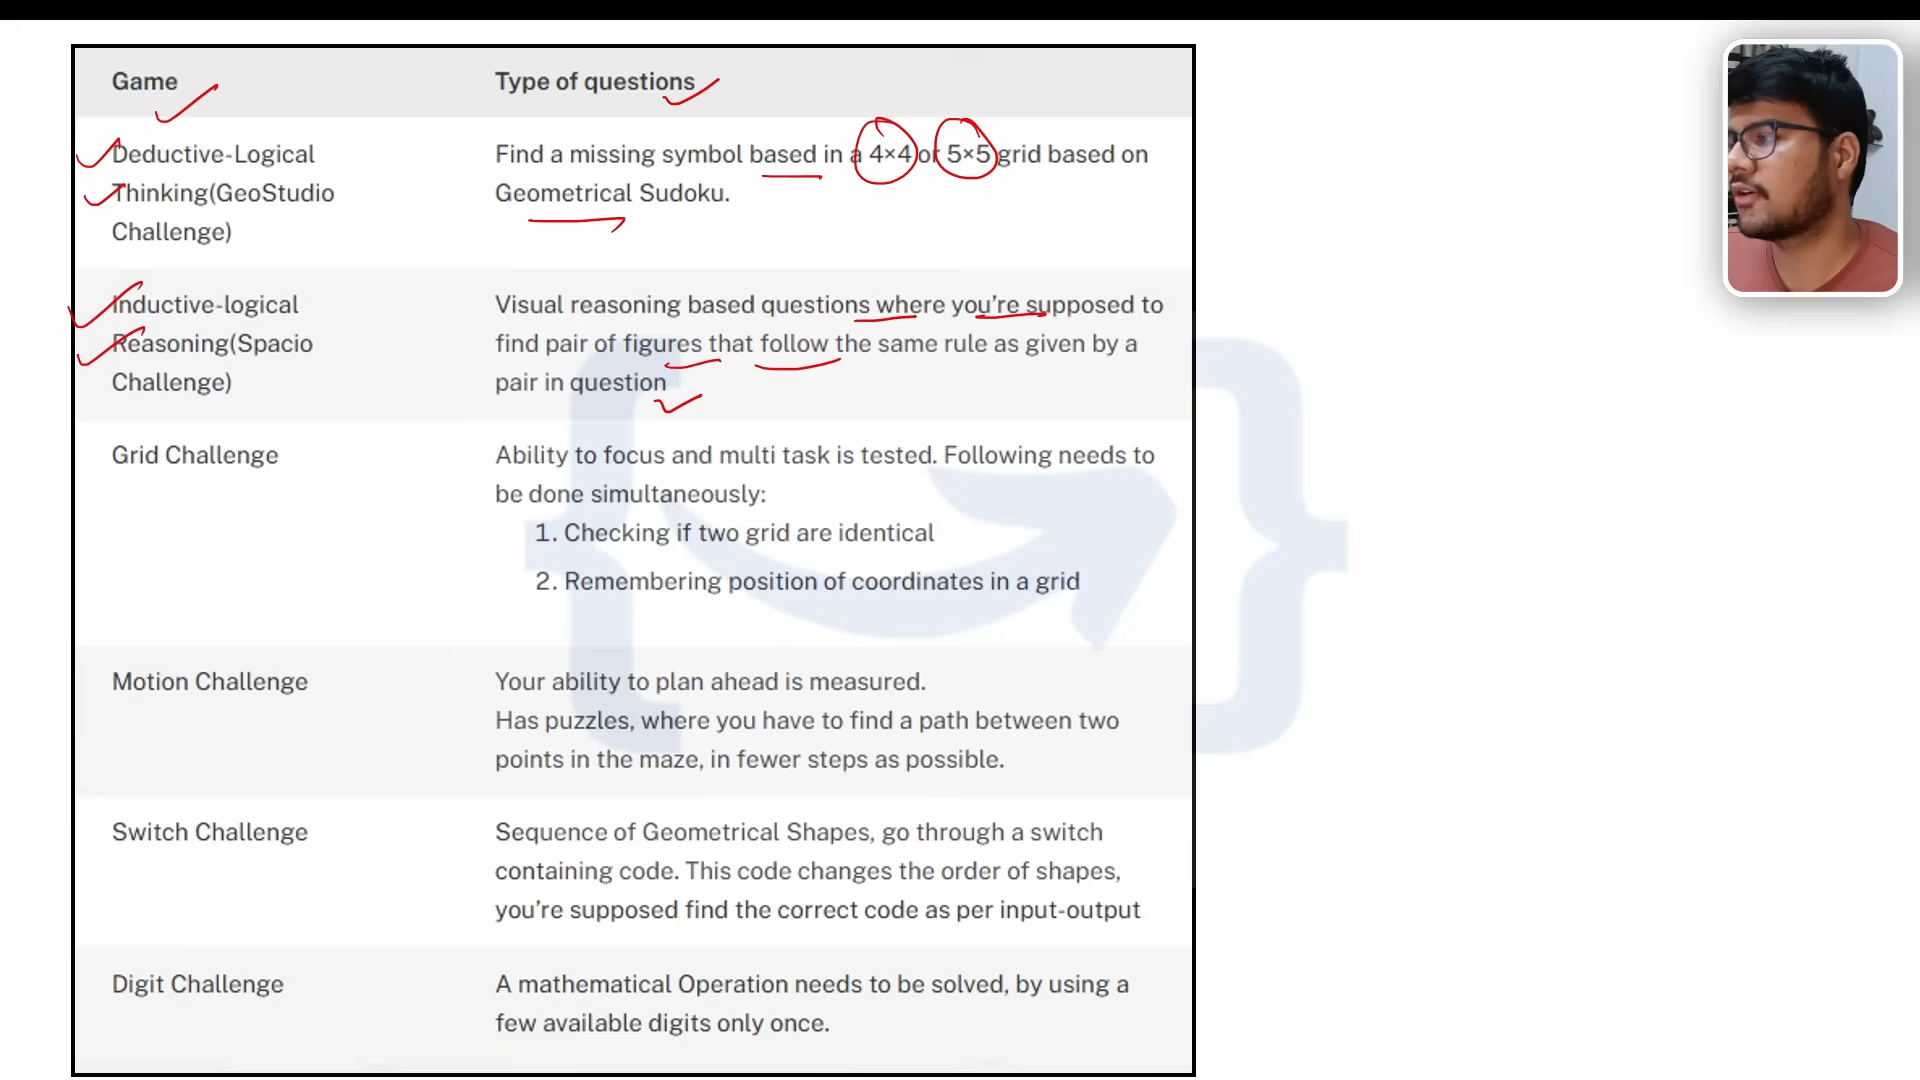 Game
Type of questions
Deductive-Logical
Thinking(GeoStudio
Challenge)
Find a missing symbol based in a 4×4 or 5×5 grid based on
Geometrical Sudoku.
Inductive-logical
Reasoning(Spacio
Challenge)
Visual reasoning based questions where you're supposed to
find pair of figures that follow the same rule as given by a
pair in question
Grid Challenge
Ability to focus and multi task is tested. Following needs to
be done simultaneously:
1. Checking if two grid are identical
2. Remembering position of coordinates in a grid
Motion Challenge
Your ability to plan ahead is measured.
Has puzzles, where you have to find a path between two
points in the maze, in fewer steps as possible.
Switch Challenge
Sequence of Geometrical Shapes, go through a switch
containing code. This code changes the order of shapes,
you're supposed find the correct code as per input-output
Digit Challenge
A mathematical Operation needs to be solved, by using a
few available digits only once.